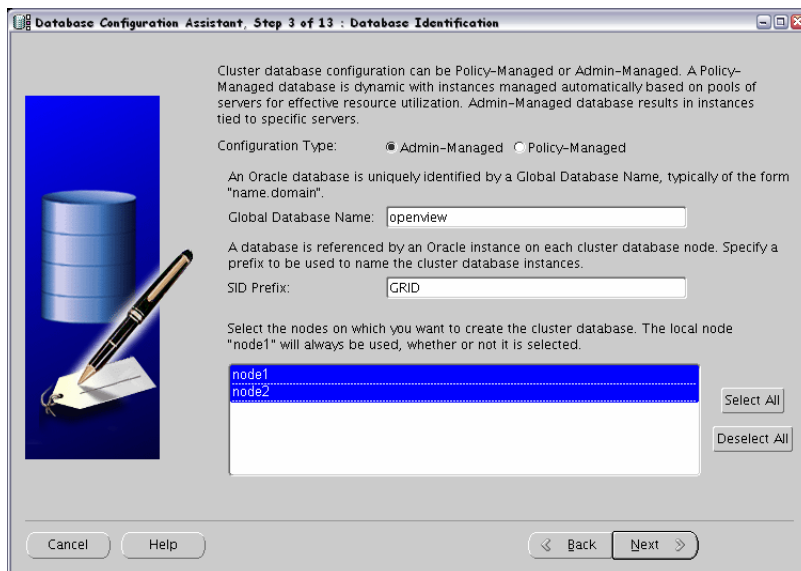 Database Configuration Assistant, Step 3 of 13 : Database Identification
Cluster database configuration can be Policy-Managed or Admin-Managed. A Policy-
Managed database is dynamic with instances managed automatically based on pools of
servers for effective resource utilization. Admin-Managed database results in instances
tied to specific servers.
Configuration Type: Admin-Managed Policy-Managed
An Oracle database is uniquely identified by a Global Database Name, typically of the form
"name.domain".
Global Database Name: openview
A database is referenced by an Oracle instance on each cluster database node. Specify a
prefix to be used to name the cluster database instances.
SID Prefix: GRID
Select the nodes on which you want to create the cluster database. The local node
"node1" will always be used, whether or not it is selected.
node1
node2
Select All
Deselect All
Cancel Help Back Next